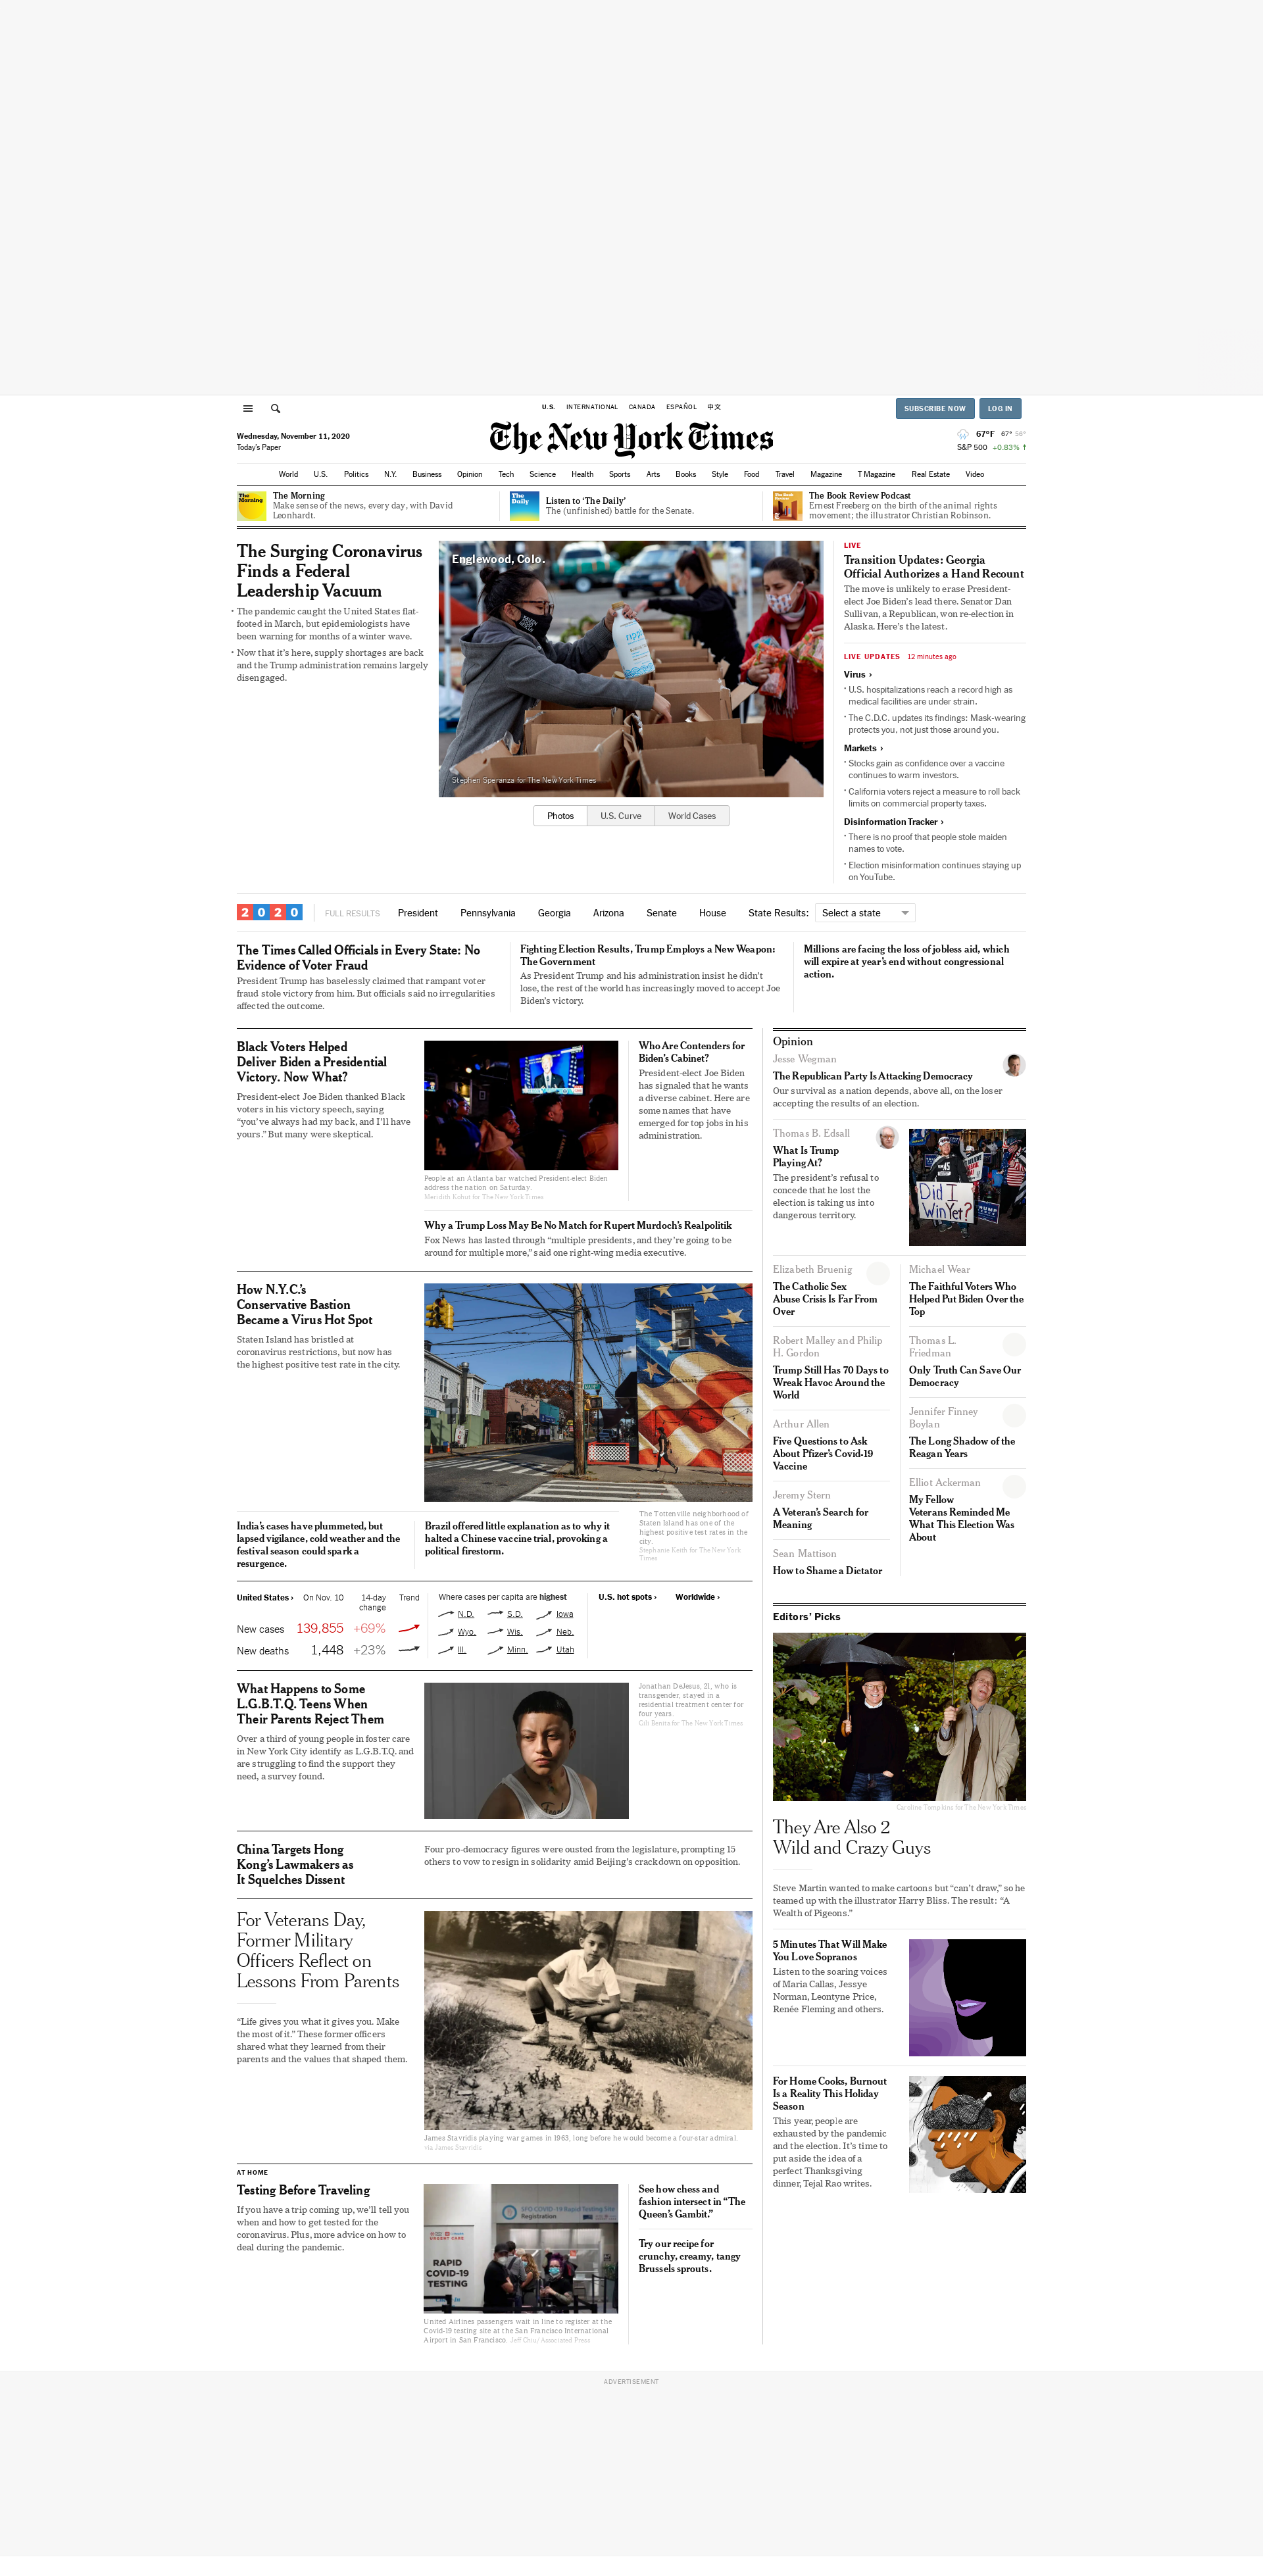 U.S.
INTERNATIONAL
CANADA
ESPAÑOL
中文
SUBSCRIBE NOW
LOG IN
Wednesday, November 11, 2020
Today's Paper
The New York Times
67°F 67° 56°
S&P 500 +0.83% ↑
World
U.S.
Politics
N.Y.
Business
Opinion
Tech
Science
Health
Sports
Arts
Books
Style
Food
Travel
Magazine
T Magazine
Real Estate
Video
The
Morning
The Morning
Make sense of the news, every day, with David
Leonhardt.
The
Daily
Listen to ‘The Daily’
The (unfinished) battle for the Senate.
The Book Review Podcast
Ernest Freeberg on the birth of the animal rights
movement; the illustrator Christian Robinson.
The Surging Coronavirus
Finds a Federal
Leadership Vacuum
The pandemic caught the United States flat-
footed in March, but epidemiologists have
been warning for months of a winter wave.
Now that it’s here, supply shortages are back
and the Trump administration remains largely
disengaged.
Englewood, Colo.
Stephen Speranza for The New York Times
Photos
U.S. Curve
World Cases
LIVE
Transition Updates: Georgia
Official Authorizes a Hand Recount
The move is unlikely to erase President-
elect Joe Biden’s lead there. Senator Dan
Sullivan, a Republican, won re-election in
Alaska. Here’s the latest.
LIVE UPDATES 12 minutes ago
Virus ›
U.S. hospitalizations reach a record high as
medical facilities are under strain.
The C.D.C. updates its findings: Mask-wearing
protects you, not just those around you.
Markets ›
Stocks gain as confidence over a vaccine
continues to warm investors.
California voters reject a measure to roll back
limits on commercial property taxes.
Disinformation Tracker ›
There is no proof that people stole maiden
names to vote.
Election misinformation continues staying up
on YouTube.
2020
FULL RESULTS
President
Pennsylvania
Georgia
Arizona
Senate
House
State Results:
Select a state
The Times Called Officials in Every State: No
Evidence of Voter Fraud
President Trump has baselessly claimed that rampant voter
fraud stole victory from him. But officials said no irregularities
affected the outcome.
Fighting Election Results, Trump Employs a New Weapon:
The Government
As President Trump and his administration insist he didn’t
lose, the rest of the world has increasingly moved to accept Joe
Biden’s victory.
Millions are facing the loss of jobless aid, which
will expire at year’s end without congressional
action.
Black Voters Helped
Deliver Biden a Presidential
Victory. Now What?
President-elect Joe Biden thanked Black
voters in his victory speech, saying
“you’ve always had my back, and I’ll have
yours.” But many were skeptical.
People at an Atlanta bar watched President-elect Biden
address the nation on Saturday.
Meridith Kohut for The New York Times
Who Are Contenders for
Biden’s Cabinet?
President-elect Joe Biden
has signaled that he wants
a diverse cabinet. Here are
some names that have
emerged for top jobs in his
administration.
Why a Trump Loss May Be No Match for Rupert Murdoch’s Realpolitik
Fox News has lasted through “multiple presidents, and they’re going to be
around for multiple more,” said one right-wing media executive.
How N.Y.C.’s
Conservative Bastion
Became a Virus Hot Spot
Staten Island has bristled at
coronavirus restrictions, but now has
the highest positive test rate in the city.
The Tottenville neighborhood of
Staten Island has one of the
highest positive test rates in the
city.
Stephanie Keith for The New York
Times
India’s cases have plummeted, but
lapsed vigilance, cold weather and the
festival season could spark a
resurgence.
Brazil offered little explanation as to why it
halted a Chinese vaccine trial, provoking a
political firestorm.
United States ›
On Nov. 10
14-day
change
Trend
New cases 139,855 +69%
New deaths 1,448 +23%
Where cases per capita are highest
N.D. S.D. Iowa
Wyo. Wis. Neb.
Ill. Minn. Utah
U.S. hot spots ›
Worldwide ›
What Happens to Some
L.G.B.T.Q. Teens When
Their Parents Reject Them
Over a third of young people in foster care
in New York City identify as L.G.B.T.Q. and
are struggling to find the support they
need, a survey found.
Jonathan DeJesus, 21, who is
transgender, stayed in a
residential treatment center for
four years.
Gili Benita for The New York Times
China Targets Hong
Kong’s Lawmakers as
It Squelches Dissent
Four pro-democracy figures were ousted from the legislature, prompting 15
others to vow to resign in solidarity amid Beijing’s crackdown on opposition.
For Veterans Day,
Former Military
Officers Reflect on
Lessons From Parents
“Life gives you what it gives you. Make
the most of it.” These former officers
shared what they learned from their
parents and the values that shaped them.
James Stavridis playing war games in 1963, long before he would become a four-star admiral.
via James Stavridis
AT HOME
Testing Before Traveling
If you have a trip coming up, we’ll tell you
when and how to get tested for the
coronavirus. Plus, more advice on how to
deal during the pandemic.
SFO COVID-19 Rapid Testing Site
Registration
URGENT CARE
RAPID
COVID-19
TESTING
United Airlines passengers wait in line to register at the
Covid-19 testing site at the San Francisco International
Airport in San Francisco. Jeff Chiu/Associated Press
See how chess and
fashion intersect in “The
Queen’s Gambit.”
Try our recipe for
crunchy, creamy, tangy
Brussels sprouts.
Opinion
Jesse Wegman
The Republican Party Is Attacking Democracy
Our survival as a nation depends, above all, on the loser
accepting the results of an election.
Thomas B. Edsall
What Is Trump
Playing At?
The president’s refusal to
concede that he lost the
election is taking us into
dangerous territory.
Did I
Win Yet?
Elizabeth Bruenig
The Catholic Sex
Abuse Crisis Is Far From
Over
Robert Malley and Philip
H. Gordon
Trump Still Has 70 Days to
Wreak Havoc Around the
World
Arthur Allen
Five Questions to Ask
About Pfizer’s Covid-19
Vaccine
Jeremy Stern
A Veteran’s Search for
Meaning
Sean Mattison
How to Shame a Dictator
Michael Wear
The Faithful Voters Who
Helped Put Biden Over the
Top
Thomas L.
Friedman
Only Truth Can Save Our
Democracy
Jennifer Finney
Boylan
The Long Shadow of the
Reagan Years
Elliot Ackerman
My Fellow
Veterans Reminded Me
What This Election Was
About
Editors’ Picks
Caroline Tompkins for The New York Times
They Are Also 2
Wild and Crazy Guys
Steve Martin wanted to make cartoons but “can’t draw,” so he
teamed up with the illustrator Harry Bliss. The result: “A
Wealth of Pigeons.”
5 Minutes That Will Make
You Love Sopranos
Listen to the soaring voices
of Maria Callas, Jessye
Norman, Leontyne Price,
Renée Fleming and others.
For Home Cooks, Burnout
Is a Reality This Holiday
Season
This year, people are
exhausted by the pandemic
and the election. It’s time to
put aside the idea of a
perfect Thanksgiving
dinner, Tejal Rao writes.
ADVERTISEMENT